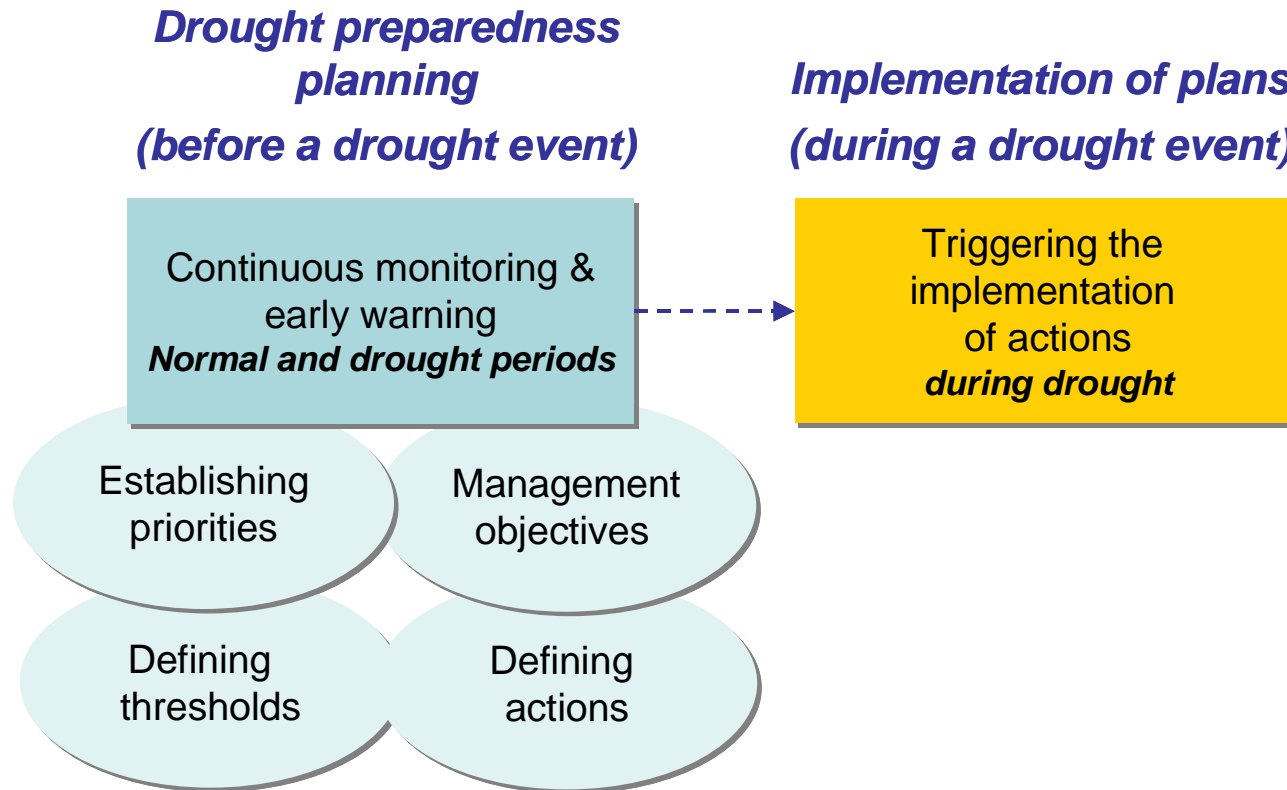 Drought preparedness
planning
(before a drought event)
Implementation of plans
(during a drought event)
Continuous monitoring &
early warning
Normal and drought periods
Triggering the
implementation
of actions
during drought
Establishing
priorities
Management
objectives
Defining
thresholds
Defining
actions